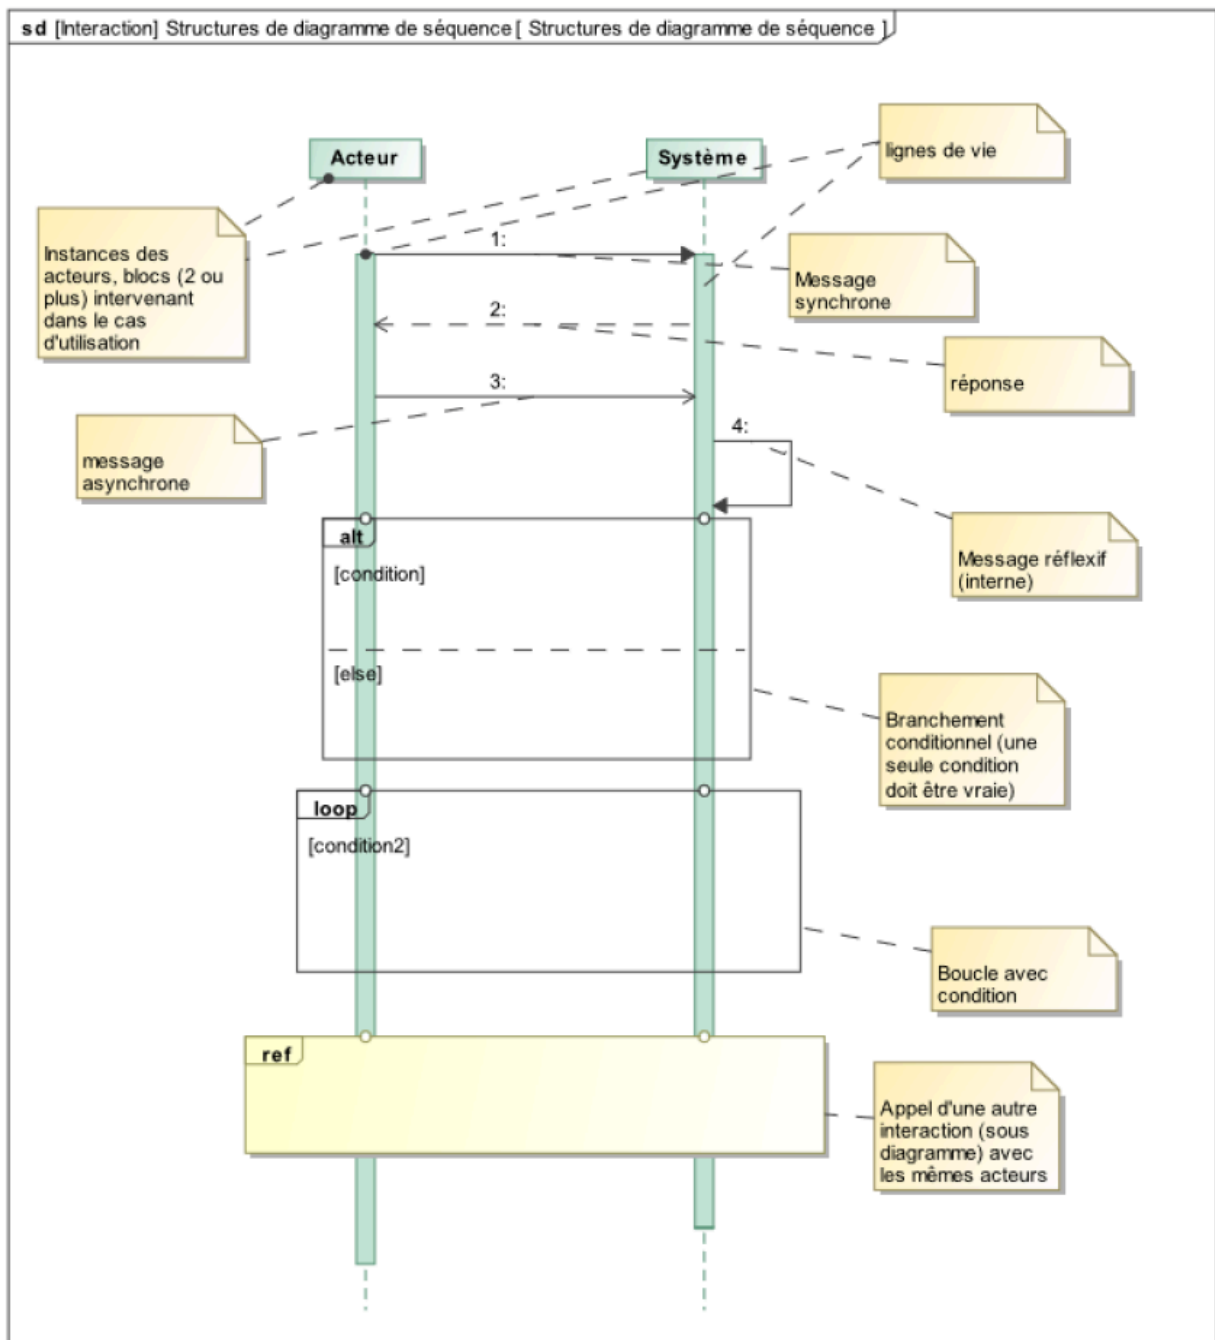 sd [Interaction] Structures de diagramme de séquence [ Structures de diagramme de séquence ]
Acteur
Système
lignes de vie
Instances des
acteurs, blocs (2 ou
plus) intervenant
dans le cas
d'utilisation
1:
Message
synchrone
2:
réponse
3:
message
asynchrone
4:
Message réflexif
(interne)
alt
[condition]
[else]
Branchement
conditionnel (une
seule condition
doit être vraie)
loop
[condition2]
Boucle avec
condition
ref
Appel d'une autre
interaction (sous
diagramme) avec
les mêmes acteurs